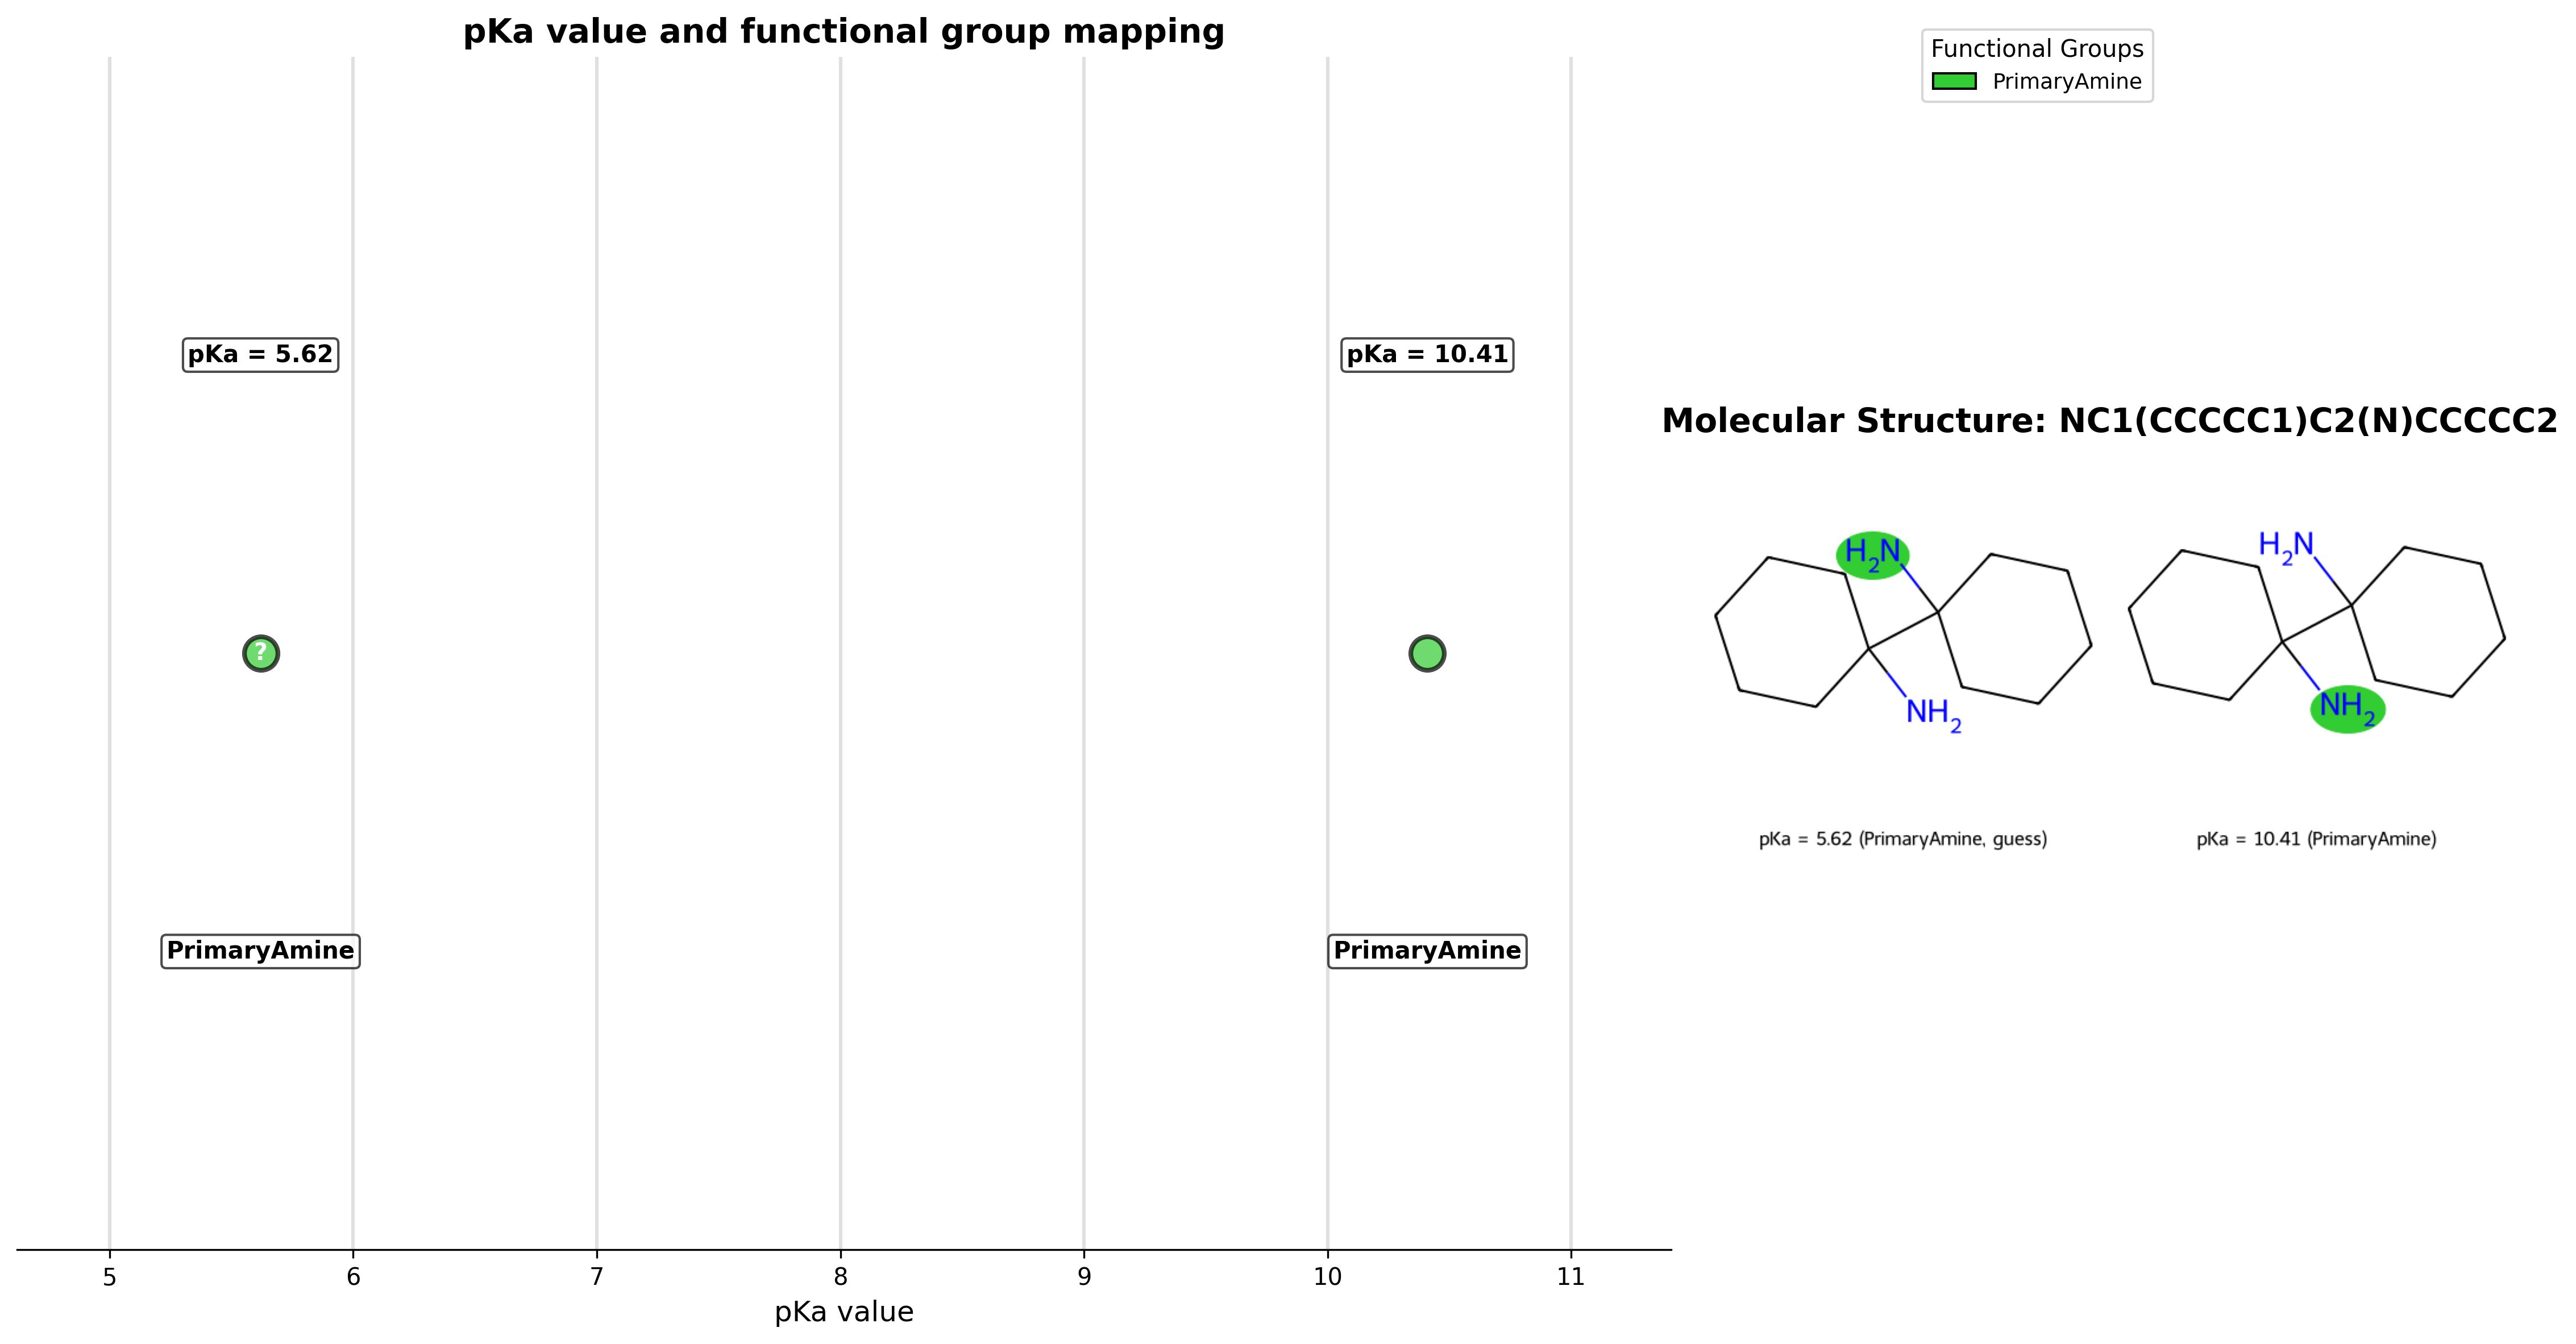 pKa value and functional group mapping
Functional Groups
PrimaryAmine
pKa = 5.62
pKa = 10.41
Molecular Structure: NC1(CCCCC1)C2(N)CCCCC2
H2N
NH2
H2N
NH2
?
pKa = 5.62 (PrimaryAmine, guess)
pKa = 10.41 (PrimaryAmine)
PrimaryAmine
PrimaryAmine
5 6 7 8 9 10 11
pKa value